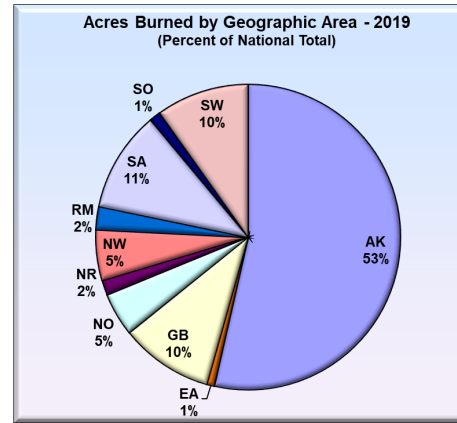 Acres Burned by Geographic Area - 2019
(Percent of National Total)
SO
1%
SW
10%
SA
11%
RM
2%
NW
5%
NR
2%
NO
5%
GB
10%
EA
1%
AK
53%